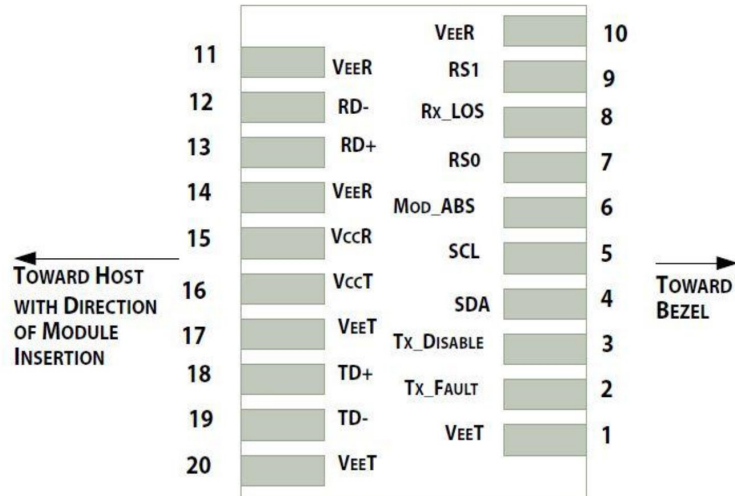 11 VEER
12 RD-
13 RD+
14 VEER
15 VCCR
16 VCCT
17 VEET
18 TD+
19 TD-
20 VEET
VEER 10
RS1 9
RX_LOS 8
RS0 7
MOD_ABS 6
SCL 5
SDA 4
TX_DISABLE 3
TX_FAULT 2
VEET 1
TOWARD HOST
WITH DIRECTION
OF MODULE
INSERTION
TOWARD
BEZEL